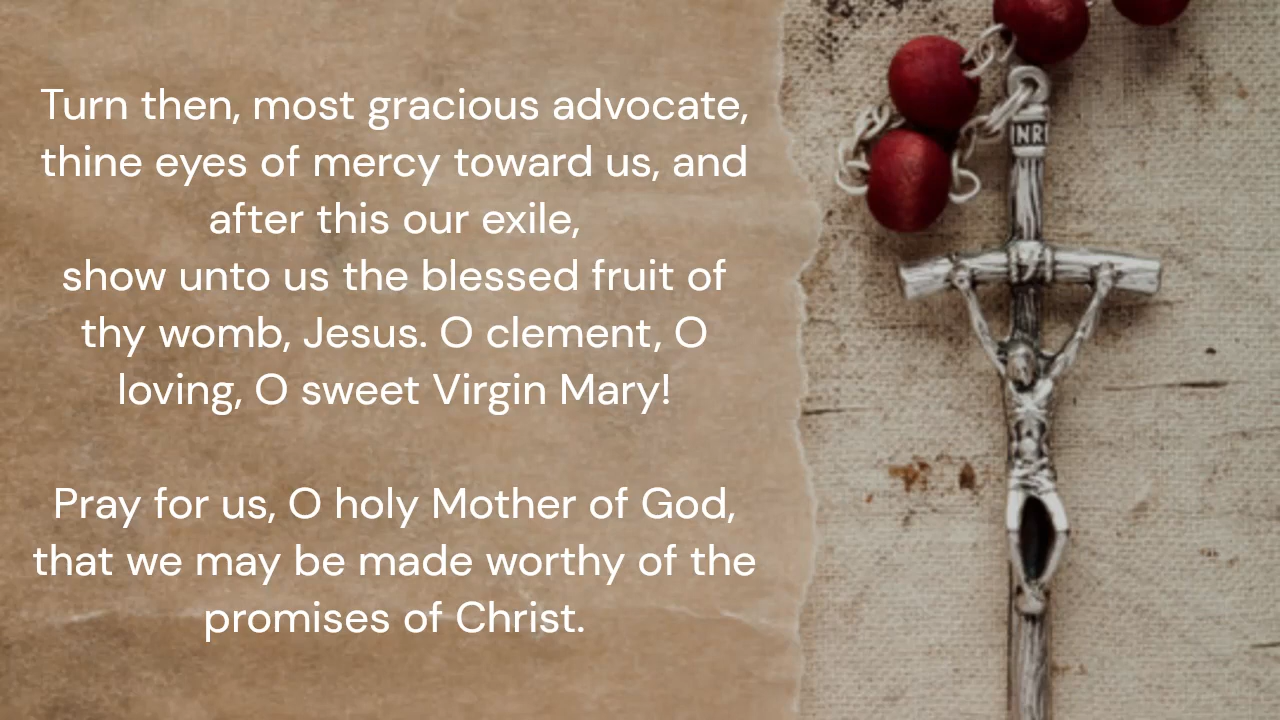 Turn then, most gracious advocate,
thine eyes of mercy toward us, and
after this our exile,
show unto us the blessed fruit of
thy womb, Jesus. O clement, O
loving, O sweet Virgin Mary!
Pray for us, O holy Mother of God,
that we may be made worthy of the
promises of Christ.
INRI